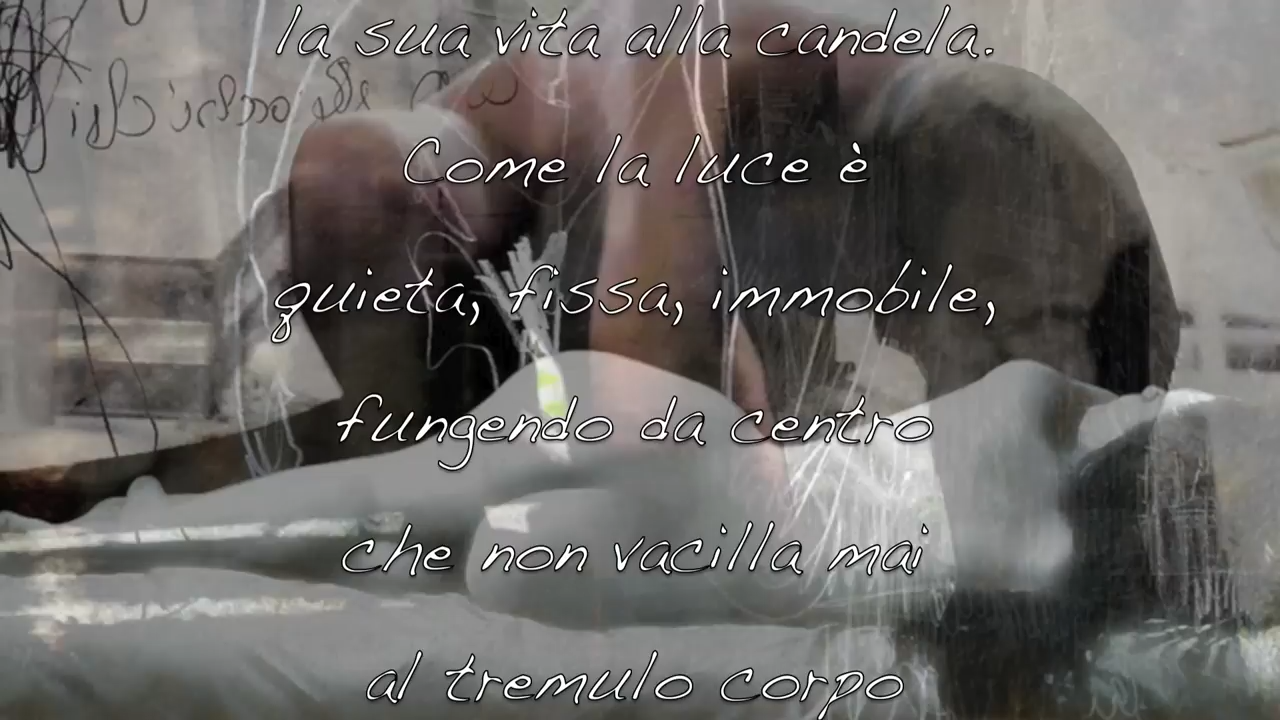 la sua vita alla candela.
Come la luce è
quieta, fissa, immobile,
fungendo da centro
che non vacilla mai
al tremulo corpo